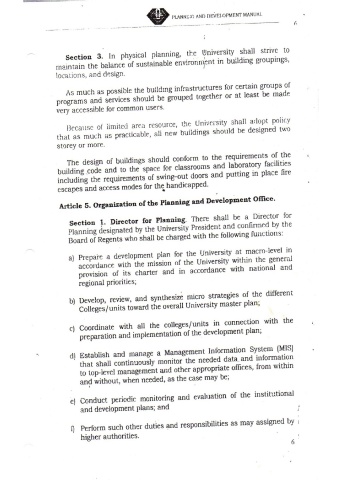 PLANNING AND DEVELOPMENT MANUAL
6
Section 3. In physical planning, the University shall strive to
maintain the balance of sustainable environment in building groupings,
locations, and design.
As much as possible the building infrastructures for certain groups of
programs and services should be grouped together or at least be made
very accessible for common users.
Because of limited area resource, the University shall adopt policy
that as much as practicable, all new buildings should be designed two
storey or more.
The design of buildings should conform to the requirements of the
building code and to the space for classrooms and laboratory facilities
including the requirements of swing-out doors and putting in place fire
escapes and access modes for the handicapped.
Article 5. Organization of the Planning and Development Office.
Section 1. Director for Planning. There shall be a Director for
Planning designated by the University President and confirmed by the
Board of Regents who shall be charged with the following functions:
a) Prepare a development plan for the University at macro-level in
accordance with the mission of the University within the general
provision of its charter and in accordance with national and
regional priorities;
b) Develop, review, and synthesize micro strategies of the different
Colleges/units toward the overall University master plan;
c) Coordinate with all the colleges/units in connection with the
preparation and implementation of the development plan;
d) Establish and manage a Management Information System (MIS)
that shall continuously monitor the needed data and information
to top-level management and other appropriate offices, from within
and without, when needed, as the case may be;
e) Conduct periodic monitoring and evaluation of the institutional
and development plans; and
f) Perform such other duties and responsibilities as may assigned by
higher authorities.
6